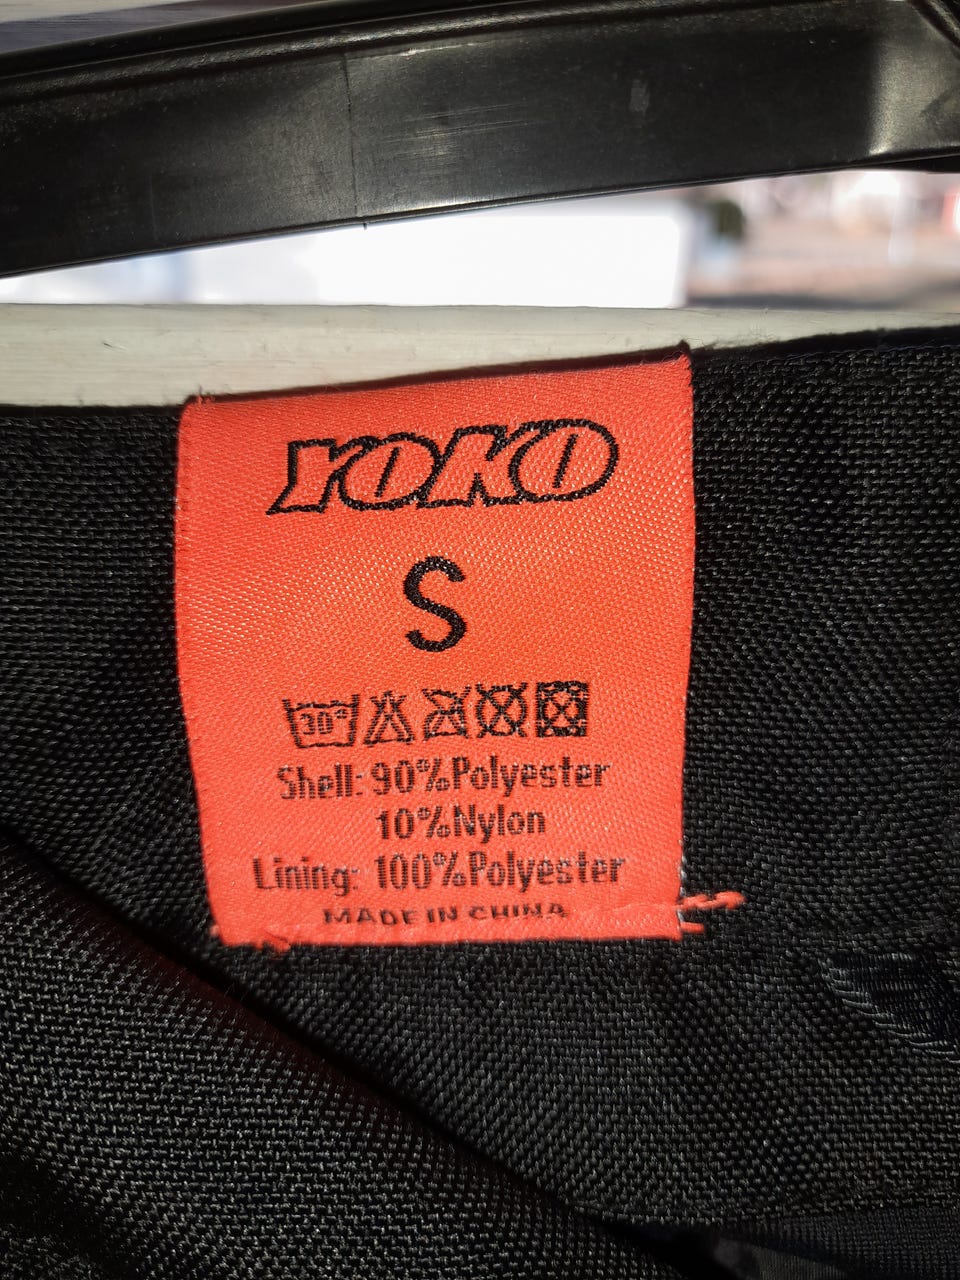 YOKO
S
30°
Shell: 90%Polyester
10%Nylon
Lining: 100%Polyester
MADE IN CHINA